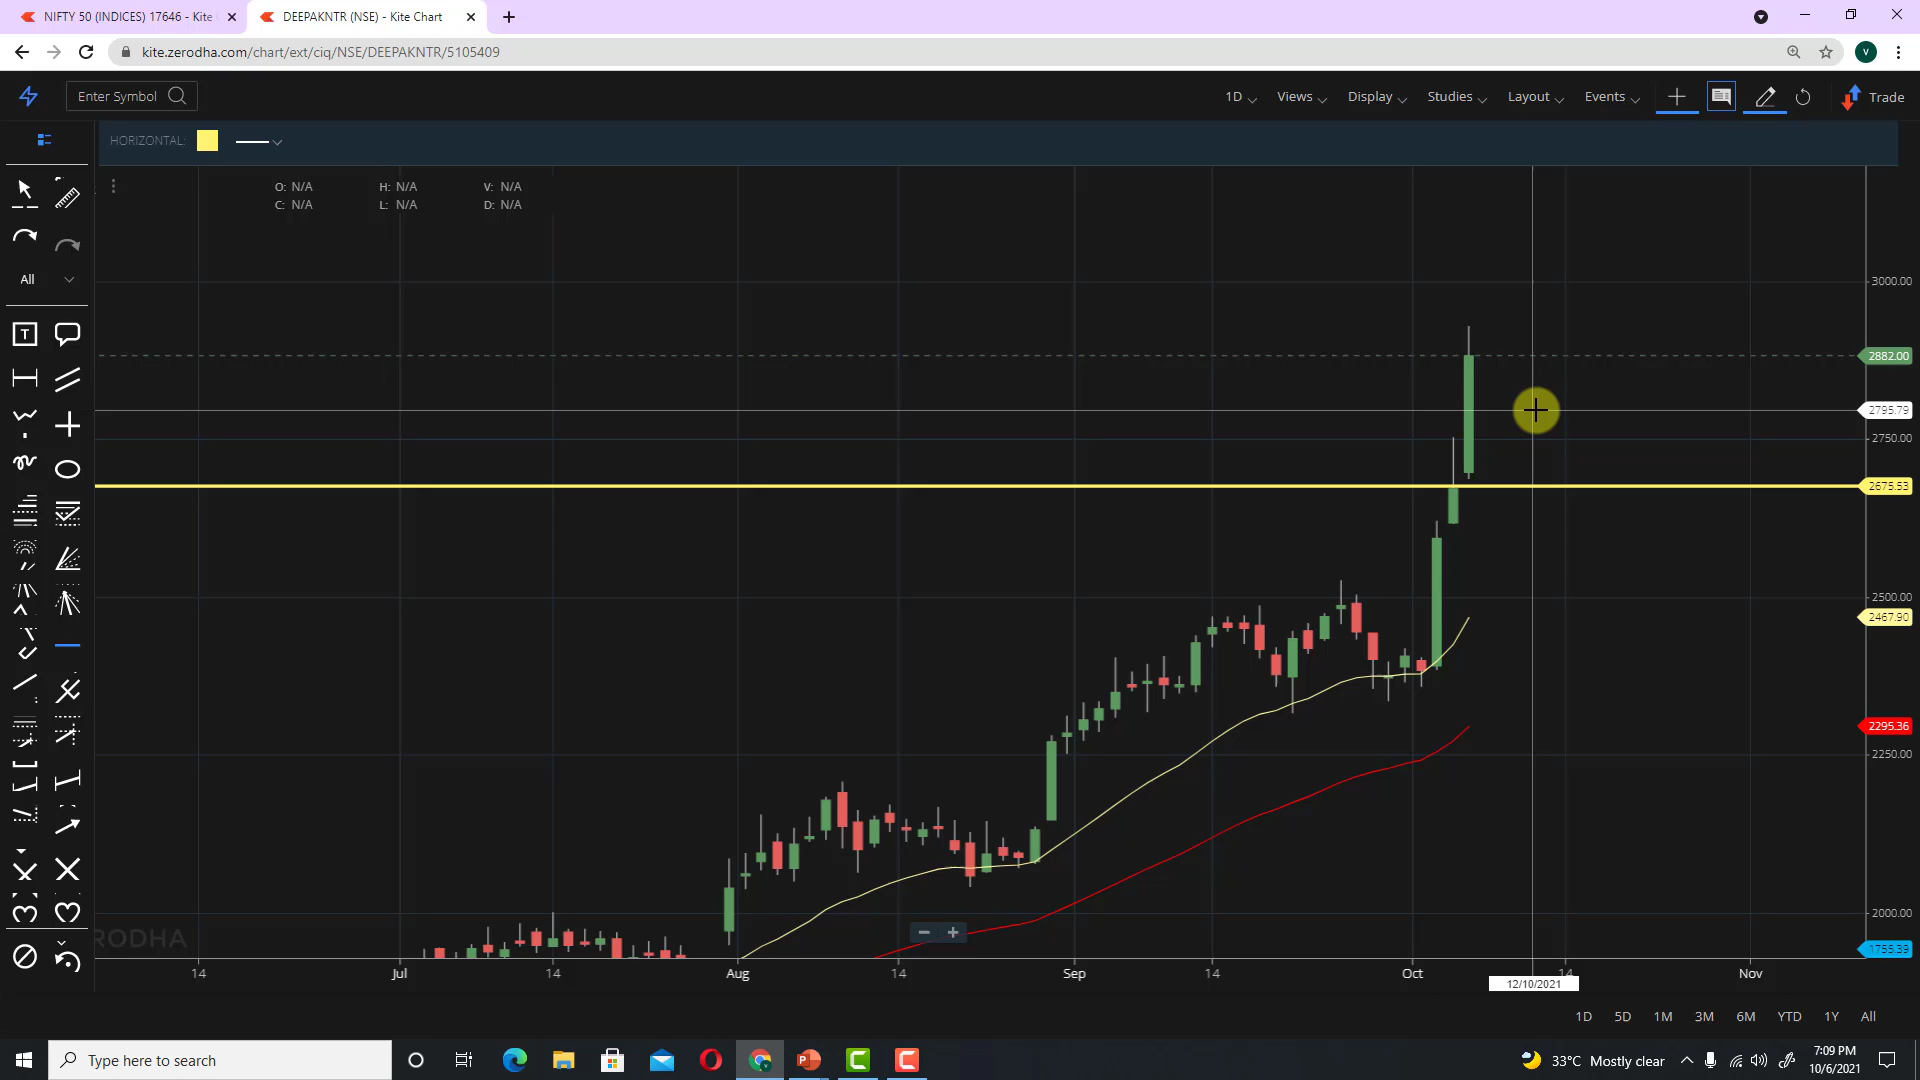 NIFTY 50 (INDICES) 17646 - Kite
DEEPAKNTR (NSE) - Kite Chart
kite.zerodha.com/chart/ext/ciq/NSE/DEEPAKNTR/5105409
V
Enter Symbol
1D Views Display Studies Layout Events Trade
HORIZONTAL:
O: N/A H: N/A V: N/A
C: N/A L: N/A D: N/A
All
T
3000.00
2882.00
2795.79
2750.00
2675.53
2500.00
2467.90
2295.36
2250.00
2000.00
1755.39
RODHA
14 Jul 14 Aug 14 Sep 14 Oct 14 Nov
12/10/2021
1D 5D 1M 3M 6M YTD 1Y All
Type here to search
33°C Mostly clear
7:09 PM
10/6/2021